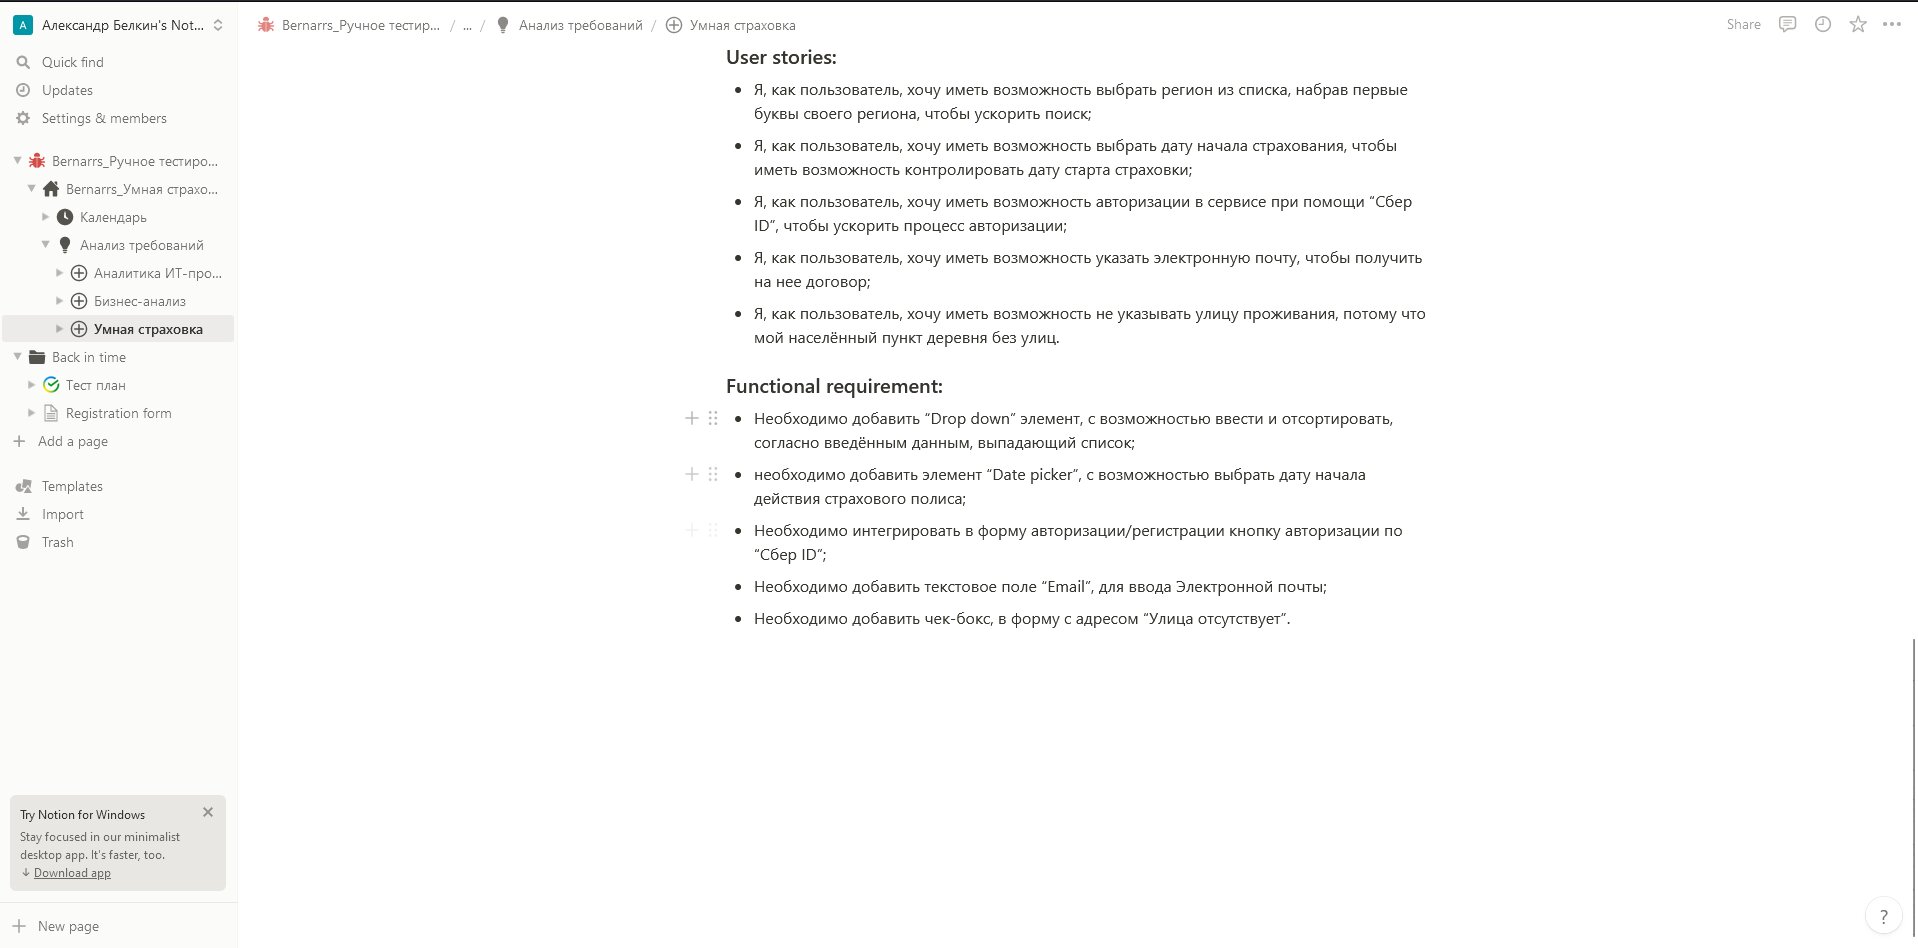 А Александр Белкин's Not...
Quick find
Updates
Settings & members
Bernarrs_Ручное тестиро...
Bernarrs_Умная страхо...
Календарь
Анализ требований
Аналитика ИТ-про...
Бизнес-анализ
Умная страховка
Back in time
Тест план
Registration form
Add a page
Templates
Import
Trash
Try Notion for Windows
Stay focused in our minimalist
desktop app. It's faster, too.
↓ Download app
New page
Bernarrs_Ручное тестир... / ... / Анализ требований / Умная страховка
Share
User stories:
• Я, как пользователь, хочу иметь возможность выбрать регион из списка, набрав первые
буквы своего региона, чтобы ускорить поиск;
• Я, как пользователь, хочу иметь возможность выбрать дату начала страхования, чтобы
иметь возможность контролировать дату старта страховки;
• Я, как пользователь, хочу иметь возможность авторизации в сервисе при помощи “Сбер
ID”, чтобы ускорить процесс авторизации;
• Я, как пользователь, хочу иметь возможность указать электронную почту, чтобы получить
на нее договор;
• Я, как пользователь, хочу иметь возможность не указывать улицу проживания, потому что
мой населённый пункт деревня без улиц.
Functional requirement:
• Необходимо добавить “Drop down” элемент, с возможностью ввести и отсортировать,
согласно введённым данным, выпадающий список;
• необходимо добавить элемент “Date picker”, с возможностью выбрать дату начала
действия страхового полиса;
• Необходимо интегрировать в форму авторизации/регистрации кнопку авторизации по
“Сбер ID”;
• Необходимо добавить текстовое поле “Email”, для ввода Электронной почты;
• Необходимо добавить чек-бокс, в форму с адресом “Улица отсутствует”.
?